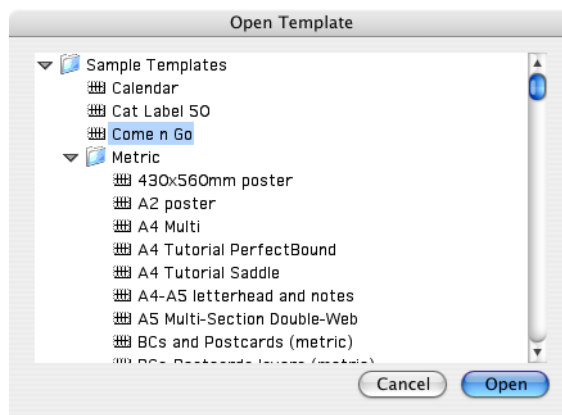 Open Template
Sample Templates
Calendar
Cat Label 50
Come n Go
Metric
430x560mm poster
A2 poster
A4 Multi
A4 Tutorial PerfectBound
A4 Tutorial Saddle
A4-A5 letterhead and notes
A5 Multi-Section Double-Web
BCs and Postcards (metric)
Cancel
Open